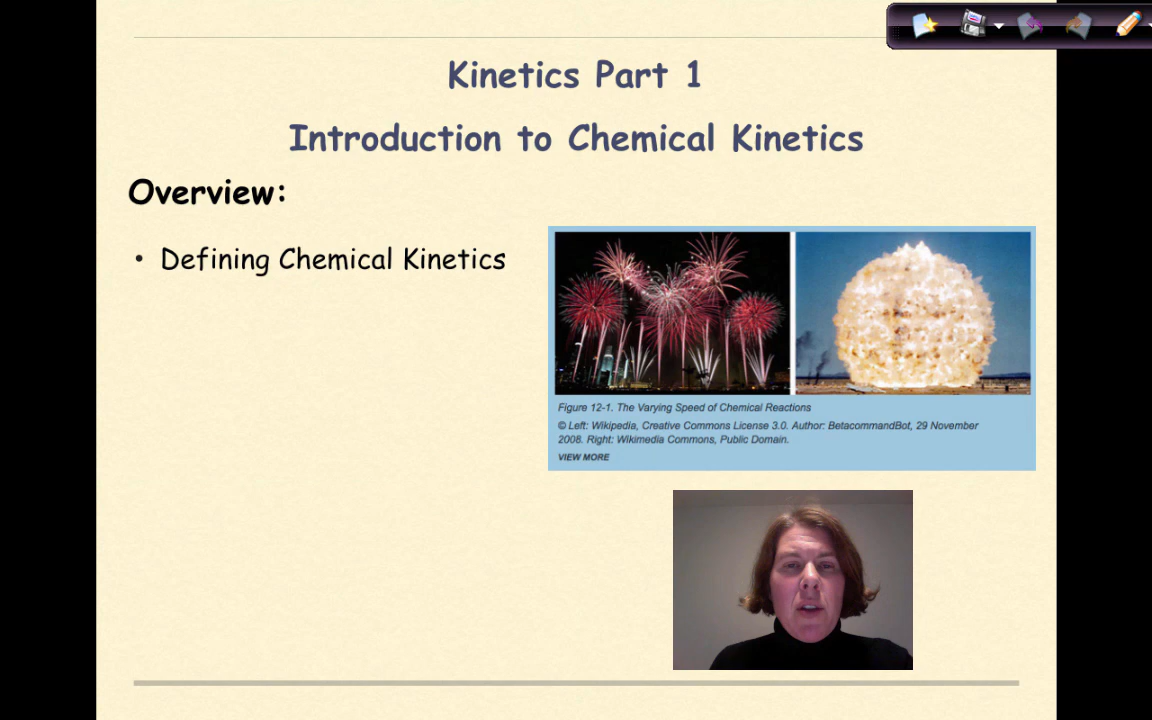 Kinetics Part 1
Introduction to Chemical Kinetics
Overview:
• Defining Chemical Kinetics
Figure 12-1. The Varying Speed of Chemical Reactions
© Left: Wikipedia, Creative Commons License 3.0. Author: BetacommandBot, 29 November
2008. Right: Wikimedia Commons, Public Domain.
VIEW MORE